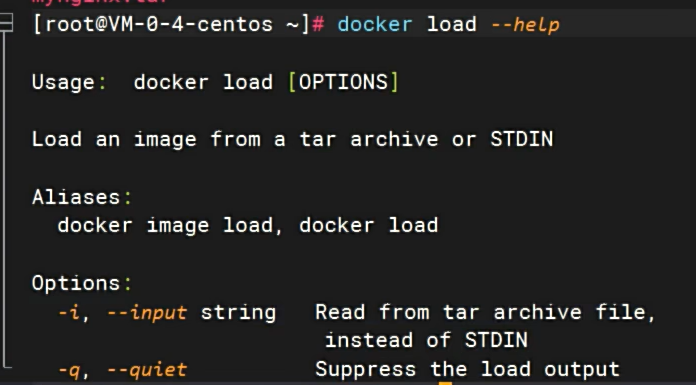 [root@VM-0-4-centos ~]# docker load --help
Usage:  docker load [OPTIONS]
Load an image from a tar archive or STDIN
Aliases:
  docker image load, docker load
Options:
  -i, --input string   Read from tar archive file,
                       instead of STDIN
  -q, --quiet          Suppress the load output